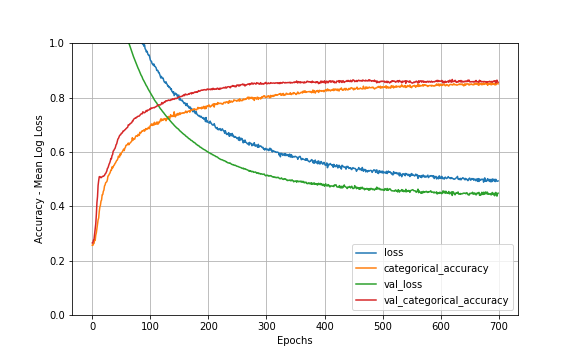 1.0
0.8
0.6
0.4
0.2
0.0
Accuracy - Mean Log Loss
0 100 200 300 400 500 600 700
Epochs
loss
categorical_accuracy
val_loss
val_categorical_accuracy